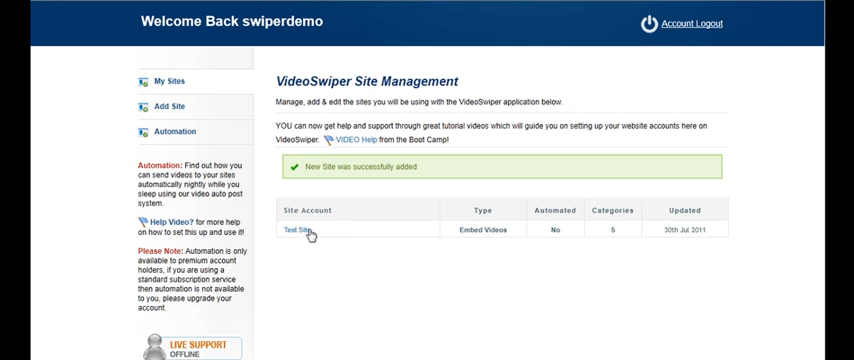 Welcome Back swiperdemo
Account Logout
My Sites
Add Site
Automation
Automation: Find out how you
can send videos to your sites
automatically nightly while you
sleep using our video auto post
system.
Help Video? for more help
on how to set this up and use it!
Please Note: Automation is only
available to premium account
holders, if you are using a
standard subscription service
then automation is not available
to you, please upgrade your
account.
LIVE SUPPORT
OFFLINE
VideoSwiper Site Management
Manage, add & edit the sites you will be using with the VideoSwiper application below.
YOU can now get help and support through great tutorial videos which will guide you on setting up your website accounts here on
VideoSwiper. VIDEO Help from the Boot Camp!
New Site was successfully added
Site Account Type Automated Categories Updated
Test Site Embed Videos No 5 30th Jul 2011